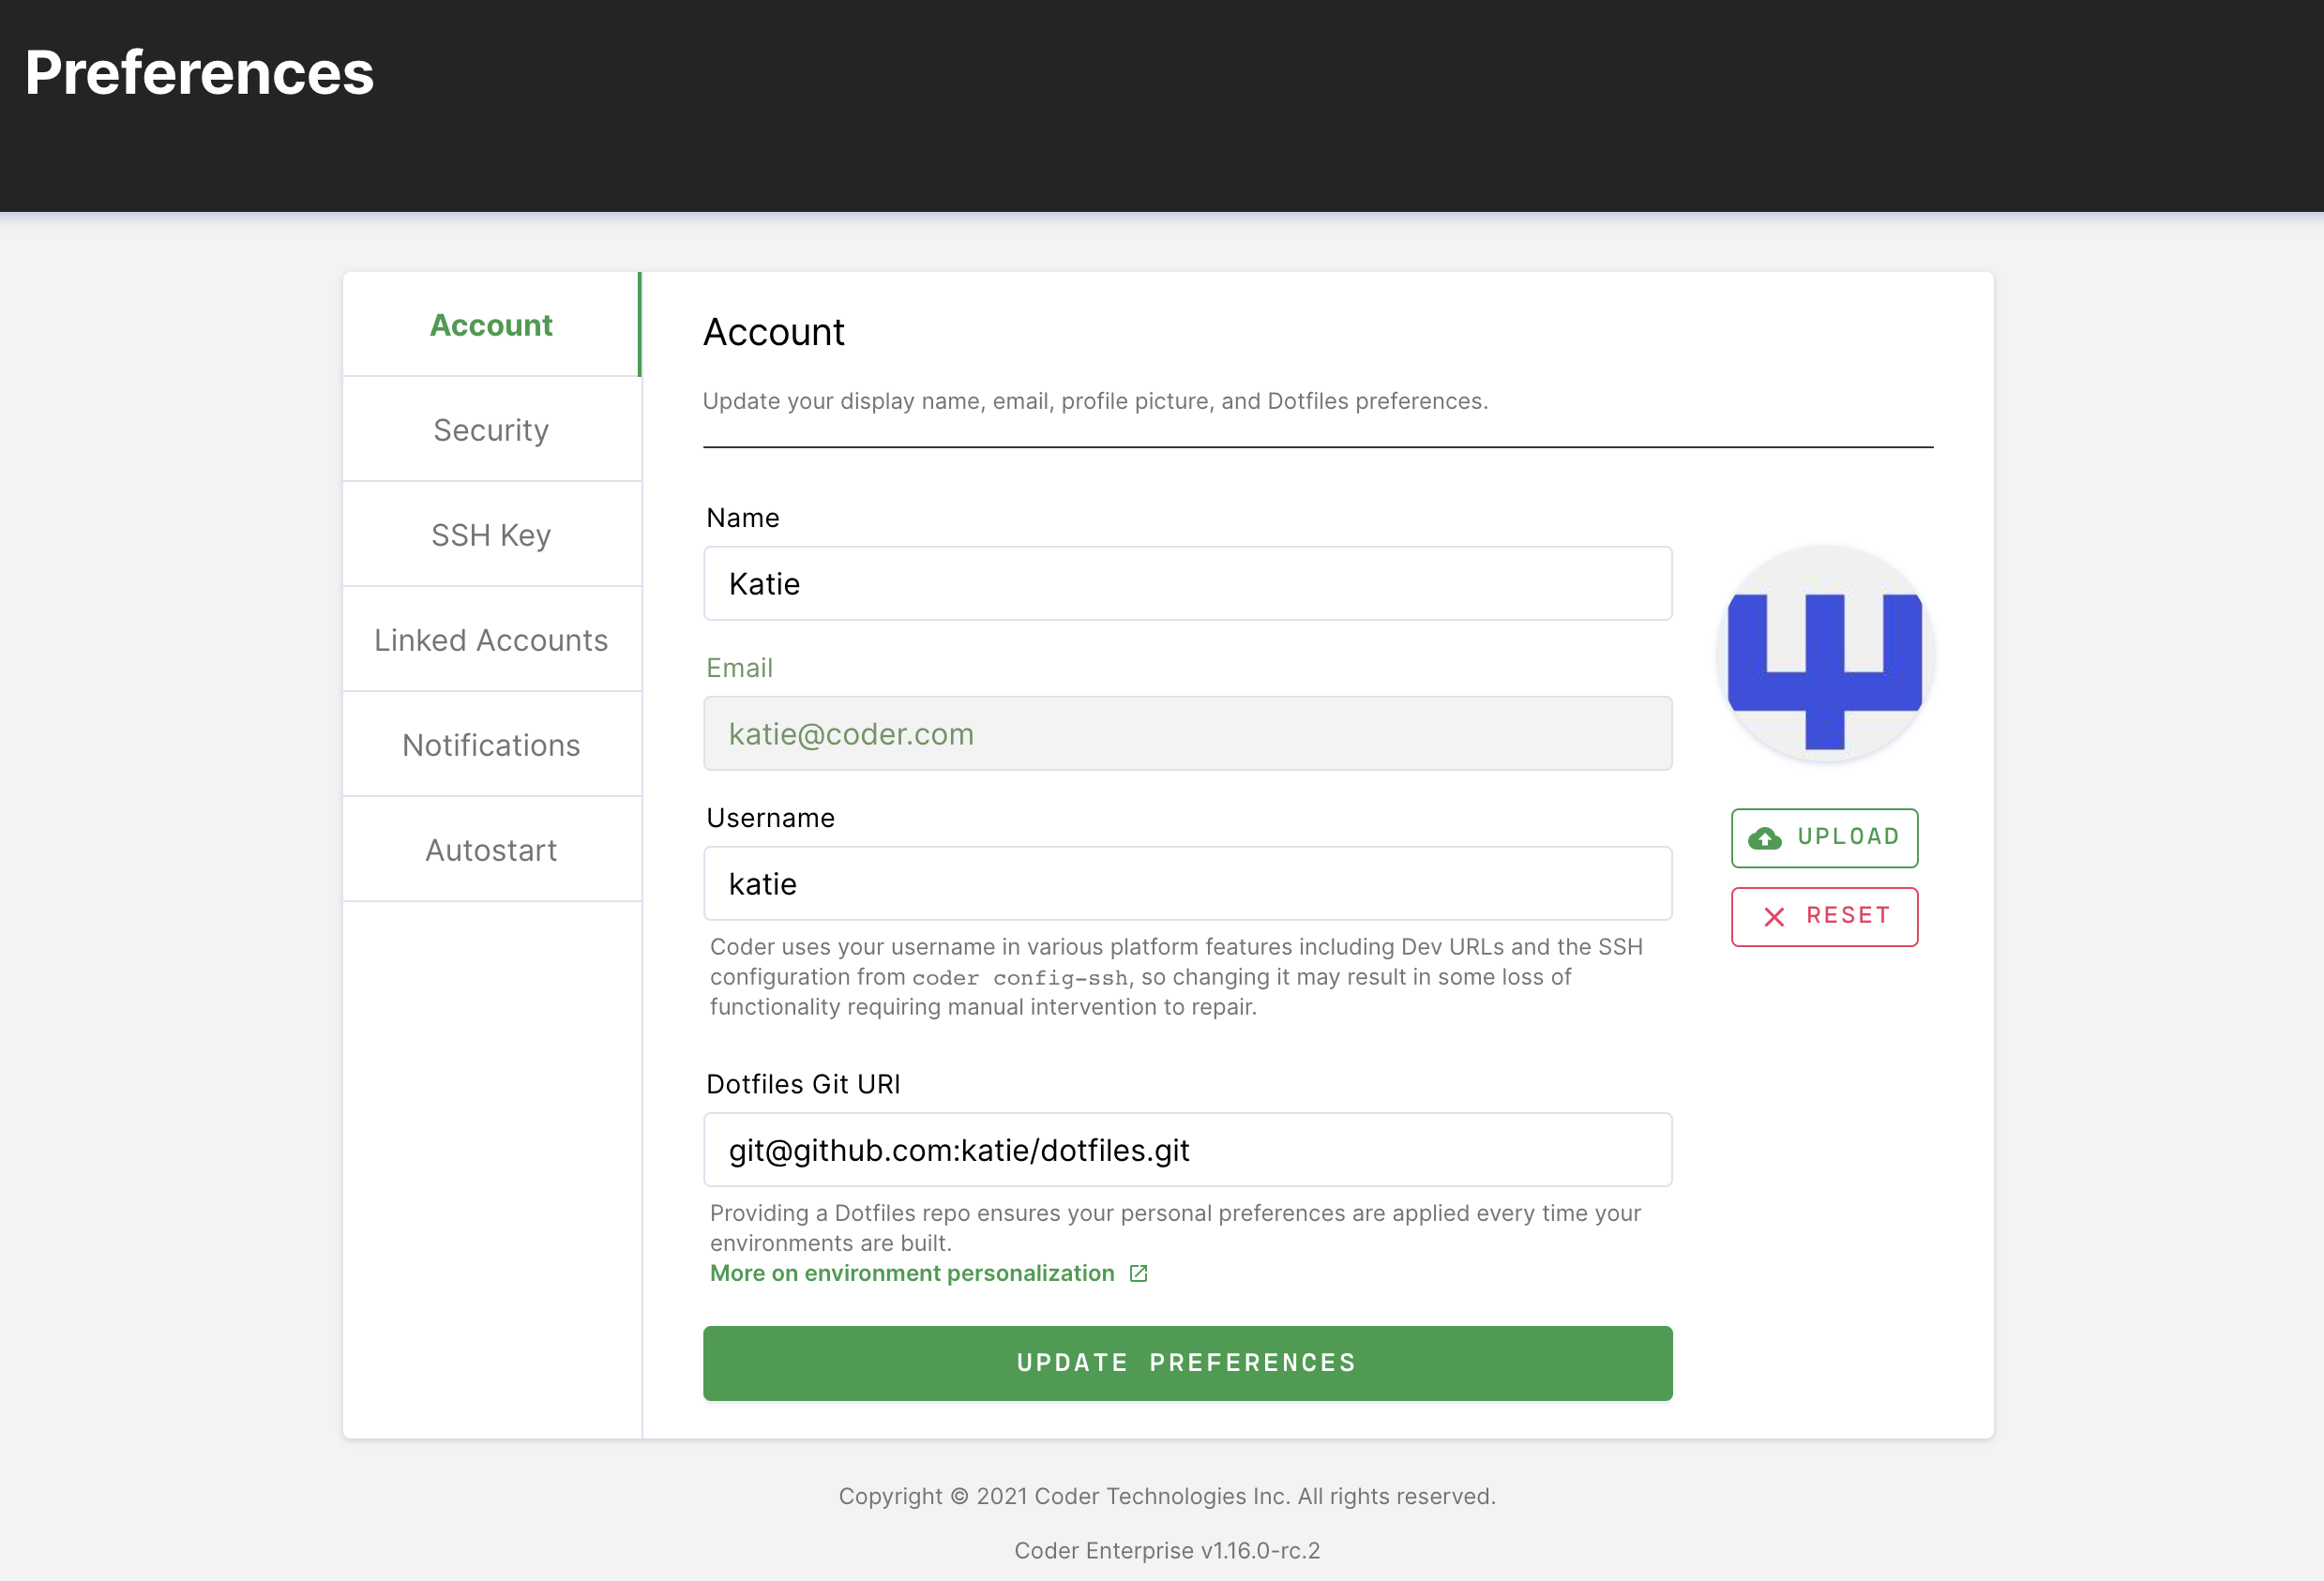 Preferences
Account
Security
SSH Key
Linked Accounts
Notifications
Autostart
Account
Update your display name, email, profile picture, and Dotfiles preferences.
Name
Katie
Email
katie@coder.com
Username
katie
Coder uses your username in various platform features including Dev URLs and the SSH
configuration from coder config-ssh, so changing it may result in some loss of
functionality requiring manual intervention to repair.
Dotfiles Git URI
git@github.com:katie/dotfiles.git
Providing a Dotfiles repo ensures your personal preferences are applied every time your
environments are built.
More on environment personalization
UPDATE PREFERENCES
UPLOAD
RESET
Copyright © 2021 Coder Technologies Inc. All rights reserved.
Coder Enterprise v1.16.0-rc.2